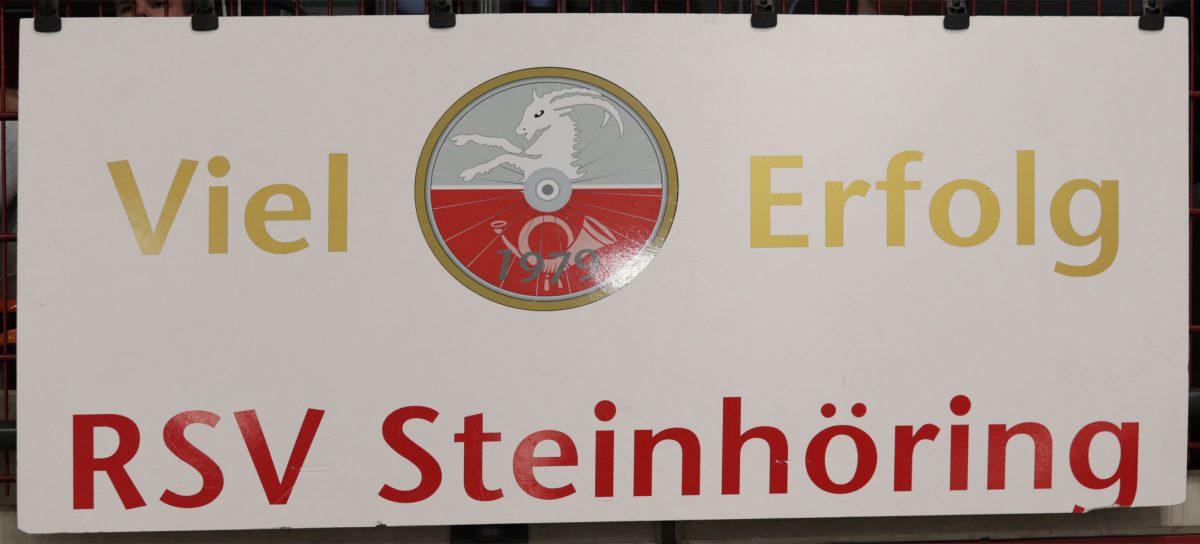 Viel Erfolg
1979
RSV Steinhöring